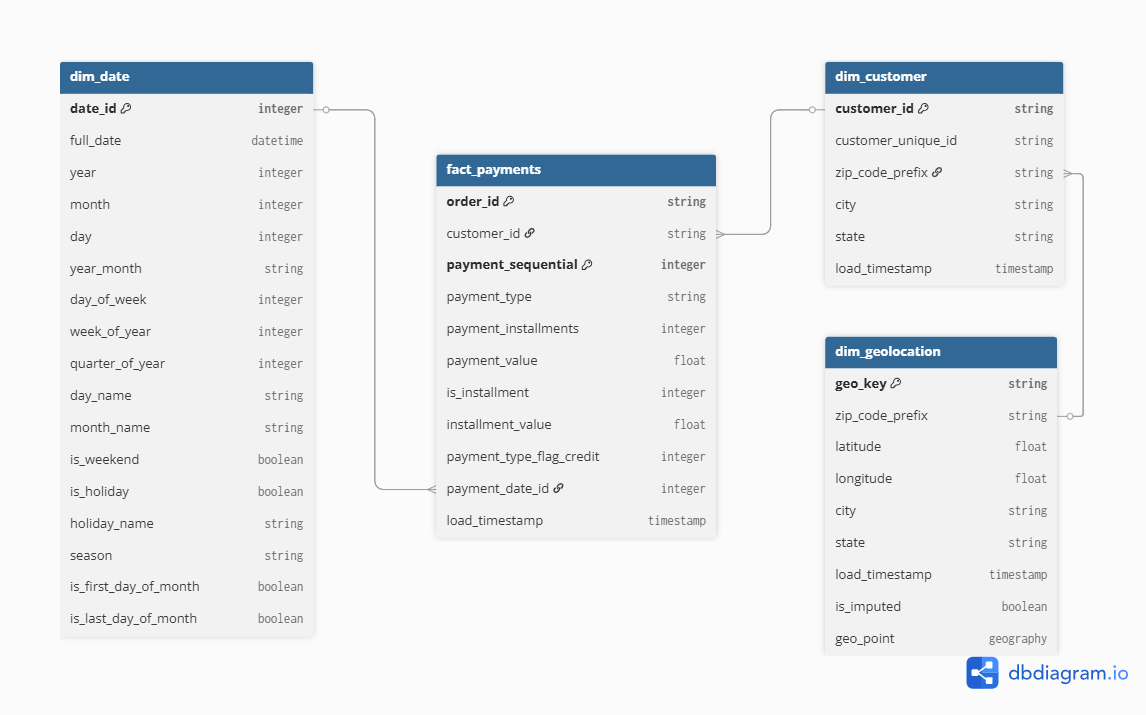 dim_date
date_id integer
full_date datetime
year integer
month integer
day integer
year_month string
day_of_week integer
week_of_year integer
quarter_of_year integer
day_name string
month_name string
is_weekend boolean
is_holiday boolean
holiday_name string
season string
is_first_day_of_month boolean
is_last_day_of_month boolean
fact_payments
order_id string
customer_id string
payment_sequential integer
payment_type string
payment_installments integer
payment_value float
is_installment integer
installment_value float
payment_type_flag_credit integer
payment_date_id integer
load_timestamp timestamp
dim_customer
customer_id string
customer_unique_id string
zip_code_prefix string
city string
state string
load_timestamp timestamp
dim_geolocation
geo_key string
zip_code_prefix string
latitude float
longitude float
city string
state string
load_timestamp timestamp
is_imputed boolean
geo_point geography
dbdiagram.io